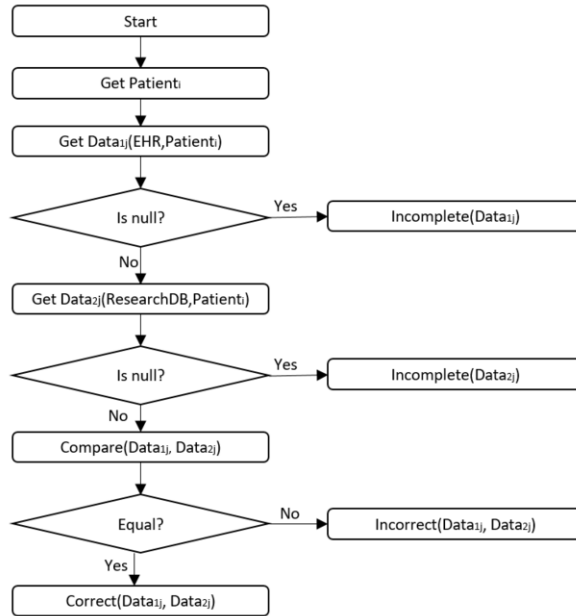 Start
Get Patientᵢ
Get Data₁ⱼ(EHR,Patientᵢ)
Is null?
Yes
Incomplete(Data₁ⱼ)
No
Get Data₂ⱼ(ResearchDB,Patientᵢ)
Is null?
Yes
Incomplete(Data₂ⱼ)
No
Compare(Data₁ⱼ, Data₂ⱼ)
Equal?
No
Incorrect(Data₁ⱼ, Data₂ⱼ)
Yes
Correct(Data₁ⱼ, Data₂ⱼ)